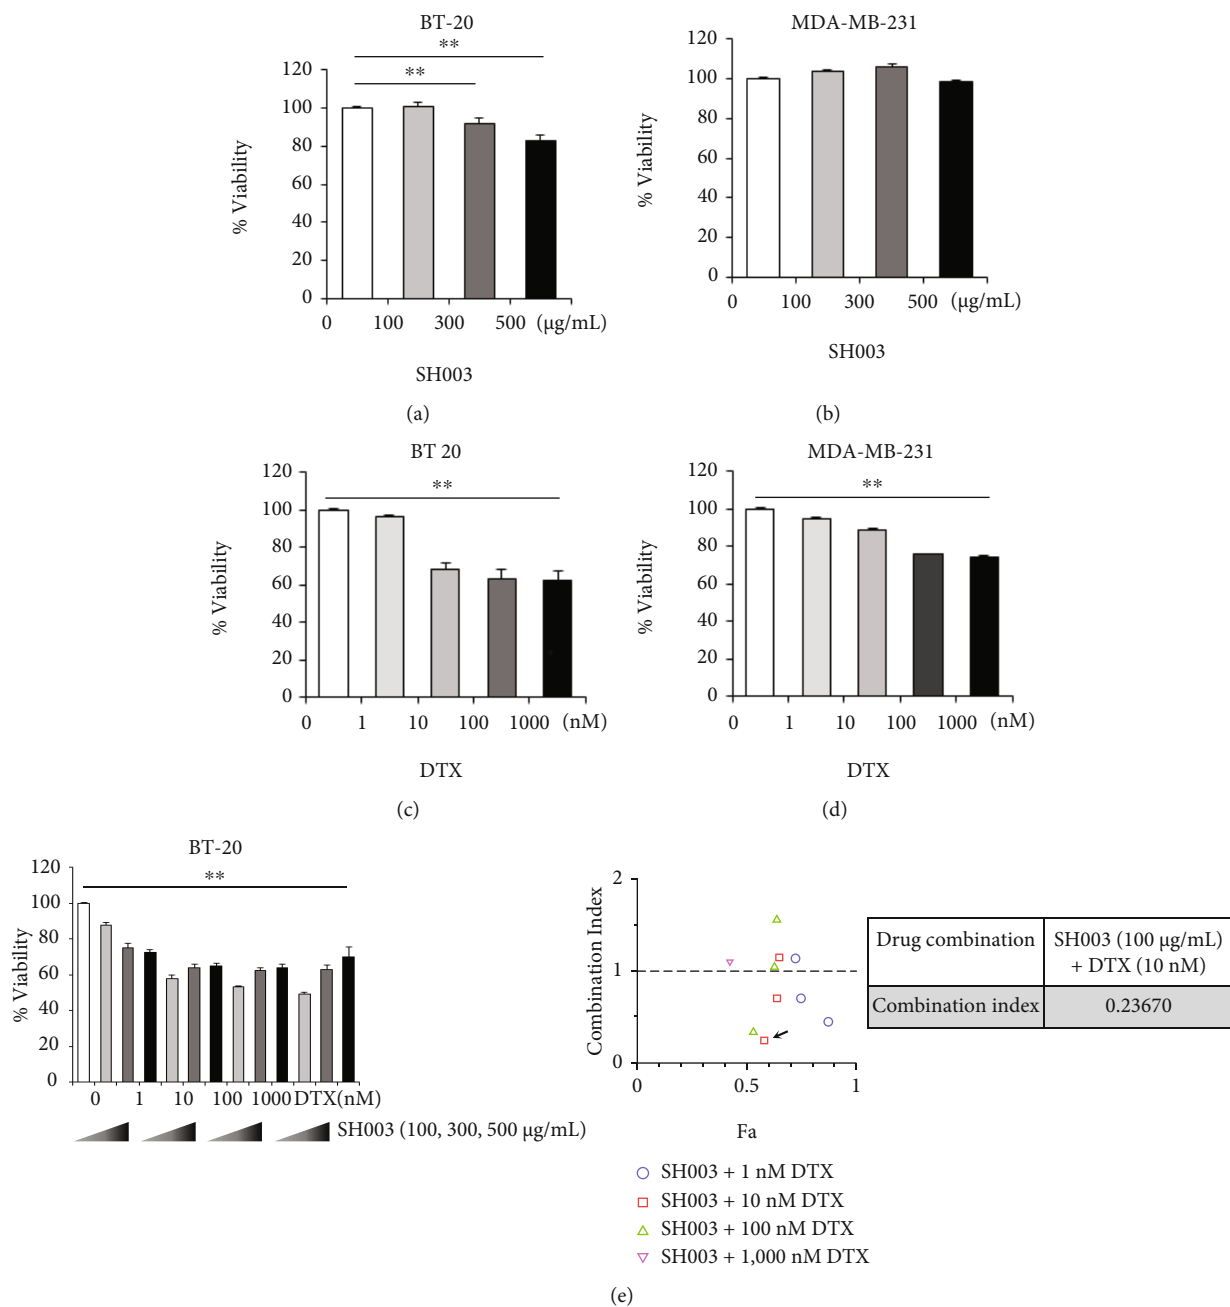 BT-20
**
**
120
100
80
60
40
20
0
% Viability
0 100 300 500 (μg/mL)
SH003
(a)
MDA-MB-231
120
100
80
60
40
20
0
% Viability
0 100 300 500 (μg/mL)
SH003
(b)
BT 20
**
120
100
80
60
40
20
0
% Viability
0 1 10 100 1000 (nM)
DTX
(c)
MDA-MB-231
**
120
100
80
60
40
20
0
% Viability
0 1 10 100 1000 (nM)
DTX
(d)
BT-20
**
120
100
80
60
40
20
0
% Viability
0 1 10 100 1000 DTX(nM)
SH003 (100, 300, 500 μg/mL)
2
1
0
Combination Index
0 0.5 1
Fa
SH003 + 1 nM DTX
SH003 + 10 nM DTX
SH003 + 100 nM DTX
SH003 + 1,000 nM DTX
Drug combination
SH003 (100 μg/mL)
+ DTX (10 nM)
Combination index
0.23670
(e)